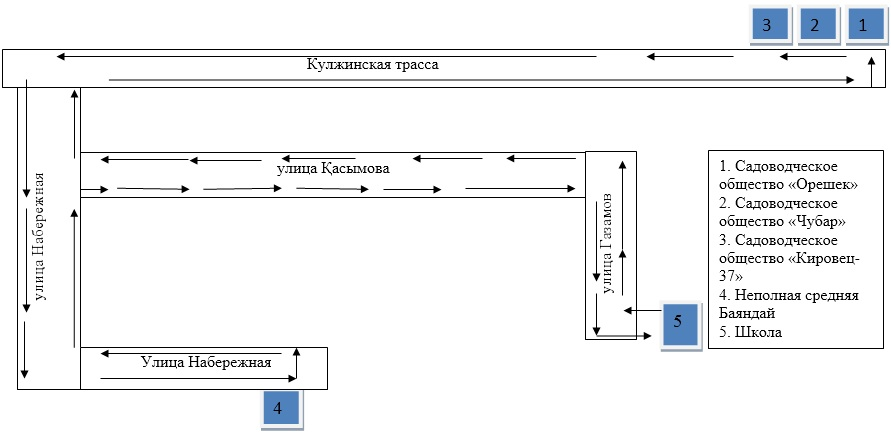 3 2 1
Кулжинская трасса
улица Қасымова
улица Набережная
улица Газамов
5
Улица Набережная
4
1. Садоводческое
общество «Орешек»
2. Садоводческое
общество «Чубар»
3. Садоводческое
общество «Кировец-
37»
4. Неполная средняя
Баяндай
5. Школа